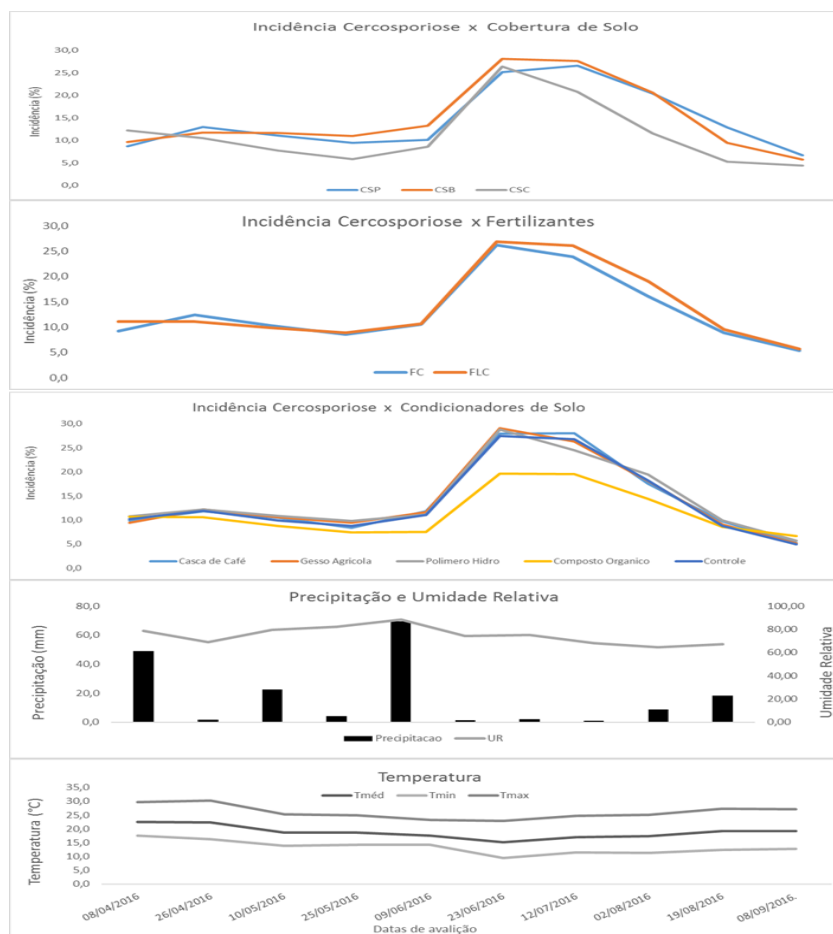 Incidência Cercosporiose x Cobertura de Solo
Incidência (%)
30,0
25,0
20,0
15,0
10,0
5,0
0,0
CSP CSB CSC
Incidência Cercosporiose x Fertilizantes
Incidência (%)
30,0
25,0
20,0
15,0
10,0
5,0
0,0
FC FLC
Incidência Cercosporiose x Condicionadores de Solo
Incidência (%)
30,0
25,0
20,0
15,0
10,0
5,0
0,0
Casca de Café Gesso Agrícola Polimero Hidro Composto Organico Controle
Precipitação e Umidade Relativa
Precipitação (mm)
80,0
60,0
40,0
20,0
0,0
100,00
80,00
60,00
40,00
20,00
0,00
Umidade Relativa
Precipitacao UR
Temperatura
Tméd Tmin Tmax
Temperatura (°C)
35,0
30,0
25,0
20,0
15,0
10,0
5,0
0,0
08/04/2016 26/04/2016 10/05/2016 25/05/2016 09/06/2016 23/06/2016 12/07/2016 02/08/2016 19/08/2016 08/09/2016.
Datas de avalição